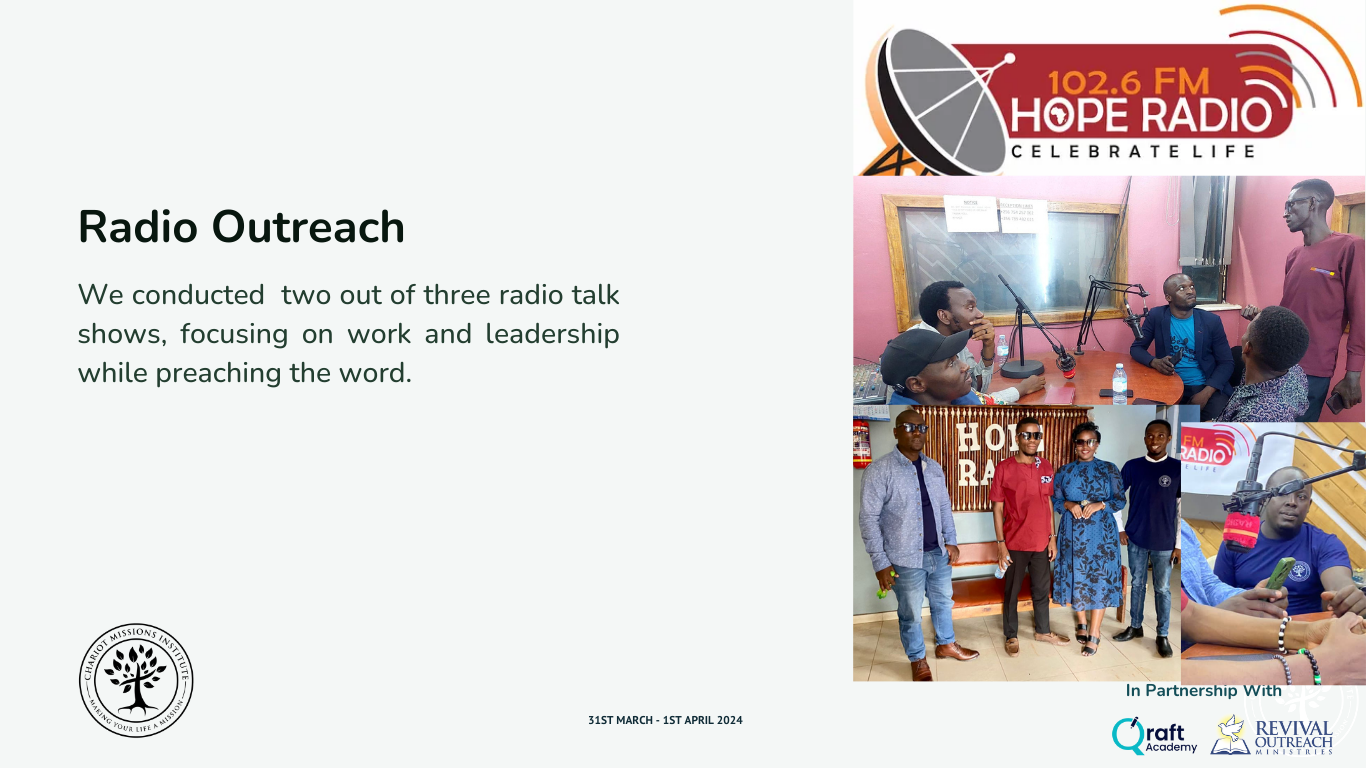 102.6 FM
HOPE RADIO
CELEBRATE LIFE
Radio Outreach
We conducted  two out of three radio talk
shows, focusing on work and leadership
while preaching the word.
FM
RADIO
CHARIOT MISSIONS INSTITUTE
MAKING YOUR LIFE A MISSION
31ST MARCH - 1ST APRIL 2024
In Partnership With
Qraft
Academy
REVIVAL
OUTREACH
MINISTRIES